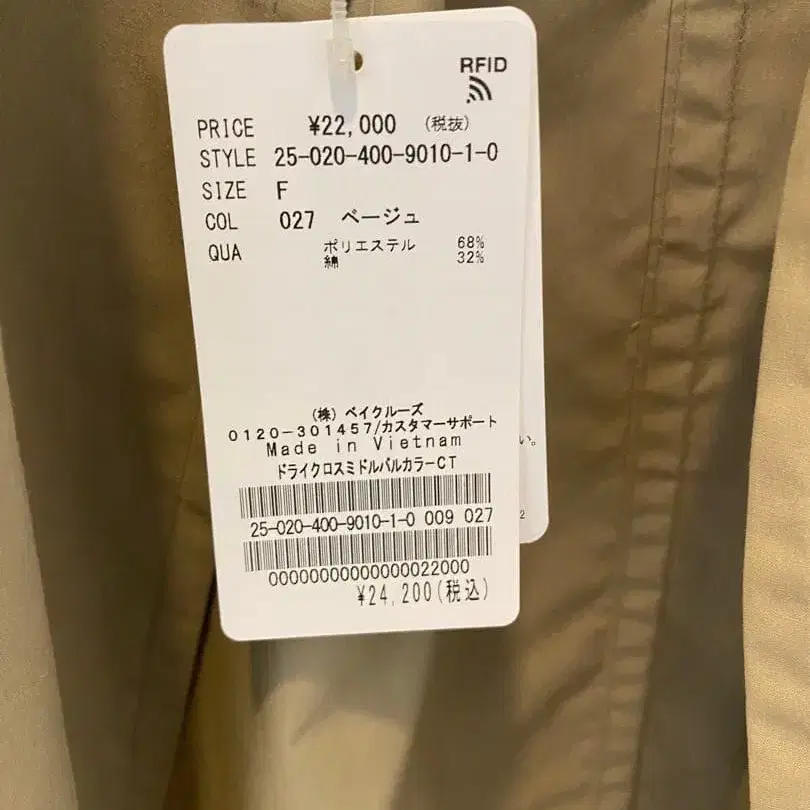 RFID
PRICE ¥22,000 (税抜)
STYLE 25-020-400-9010-1-0
SIZE F
COL 027 ベージュ
QUA ポリエステル 68%
綿 32%
(株) ベイクルーズ
0120-301457/カスタマーサポート
Made in Vietnam
ドライクロスミドルバルカラーCT
25-020-400-9010-1-0 009 027
00000000000000022000
¥24,200(税込)
い。
2